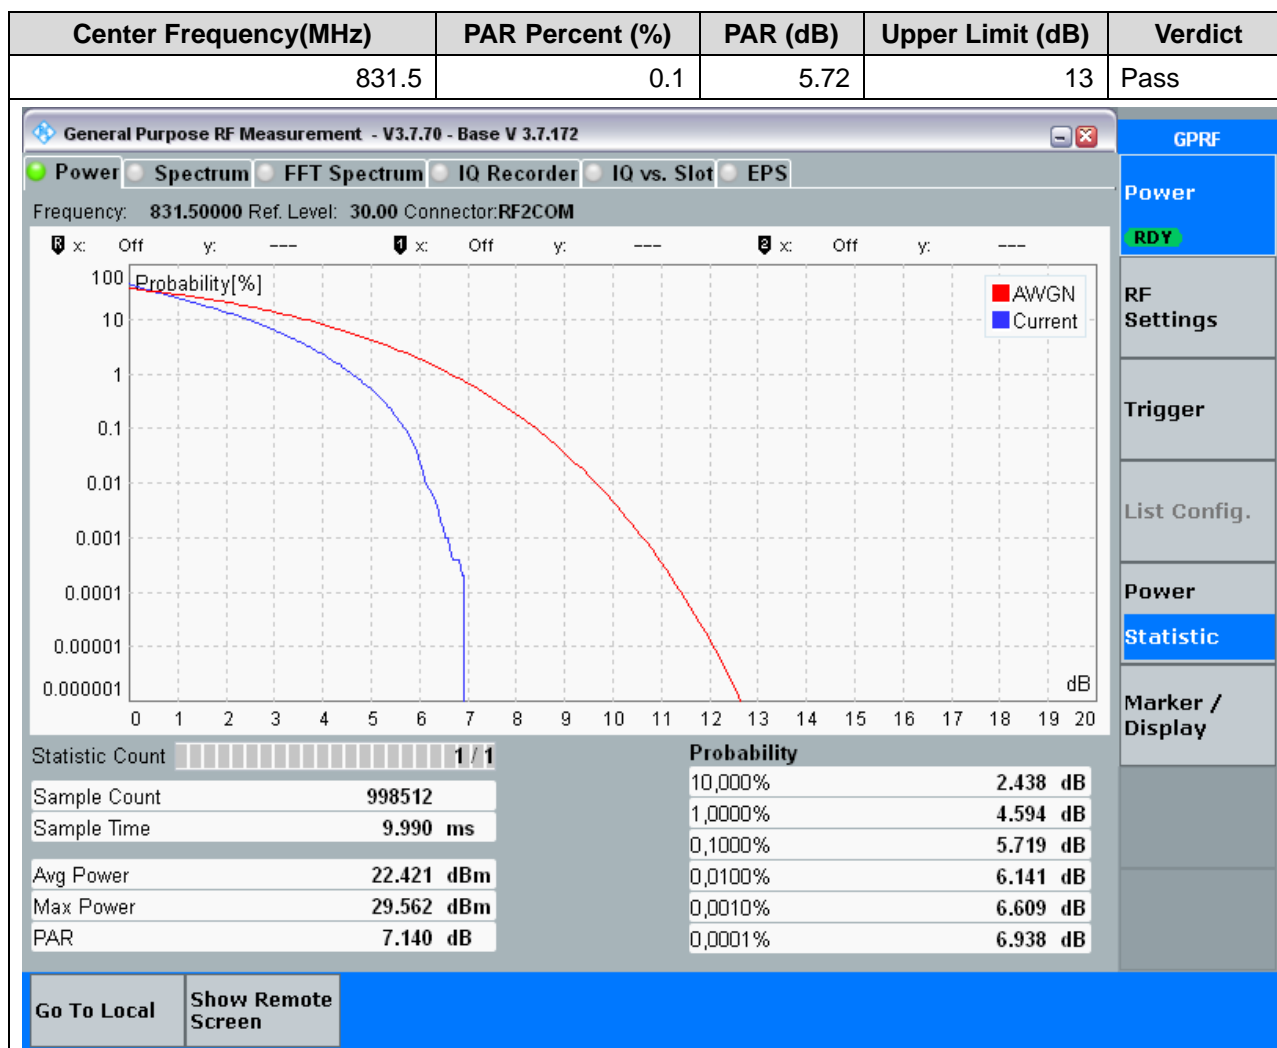 Center Frequency(MHz) PAR Percent (%) PAR (dB) Upper Limit (dB) Verdict
831.5 0.1 5.72 13 Pass
General Purpose RF Measurement - V3.7.70 - Base V 3.7.172
GPRF
Power Spectrum FFT Spectrum IQ Recorder IQ vs. Slot EPS
Frequency: 831.50000 Ref. Level: 30.00 Connector:RF2COM
R x: Off y: --- 1 x: Off y: --- 2 x: Off y: ---
Probability[%]
100
10
1
0.1
0.01
0.001
0.0001
0.00001
0.000001
AWGN
Current
dB
0 1 2 3 4 5 6 7 8 9 10 11 12 13 14 15 16 17 18 19 20
Statistic Count 1 / 1
Sample Count 998512
Sample Time 9.990 ms
Avg Power 22.421 dBm
Max Power 29.562 dBm
PAR 7.140 dB
Probability
10,000% 2.438 dB
1,0000% 4.594 dB
0,1000% 5.719 dB
0,0100% 6.141 dB
0,0010% 6.609 dB
0,0001% 6.938 dB
Power
RDY
RF
Settings
Trigger
List Config.
Power
Statistic
Marker /
Display
Go To Local
Show Remote
Screen